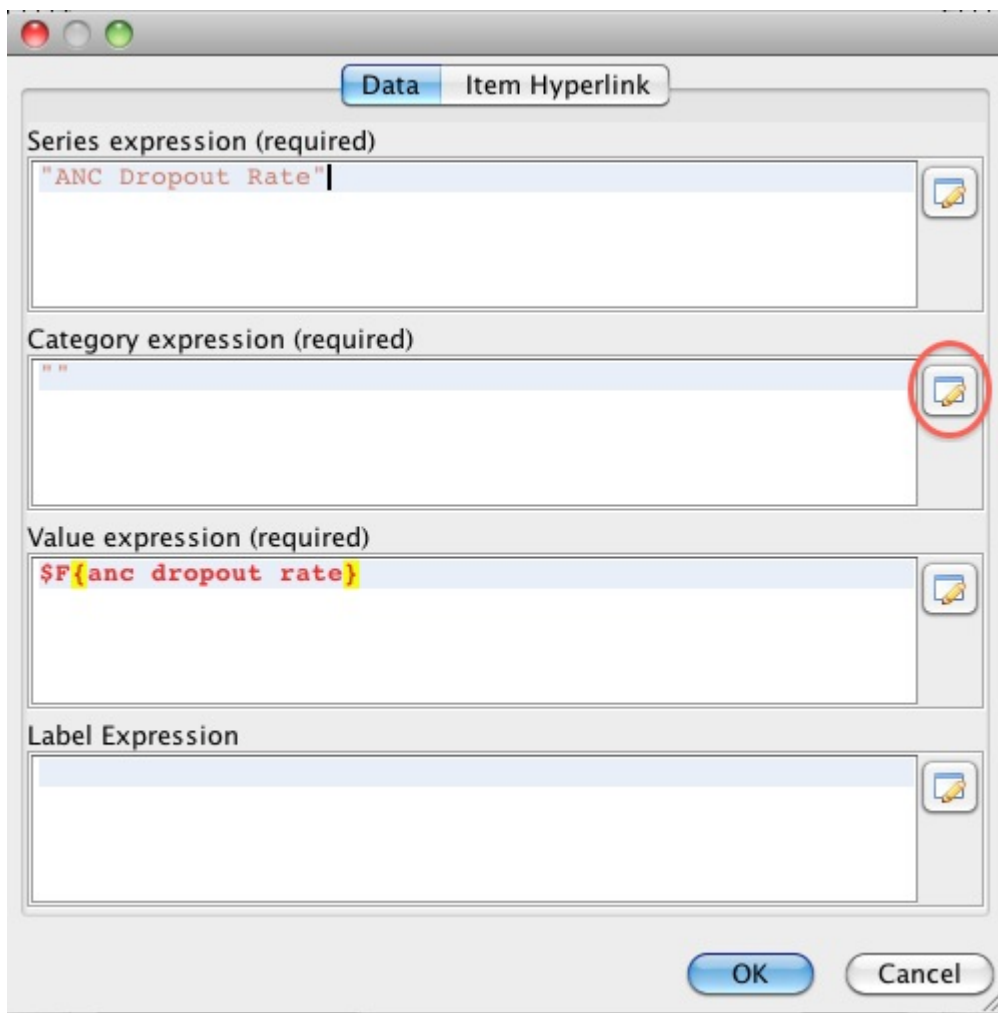 Data Item Hyperlink
Series expression (required)
"ANC Dropout Rate"
Category expression (required)
""
Value expression (required)
$F{anc dropout rate}
Label Expression
OK Cancel